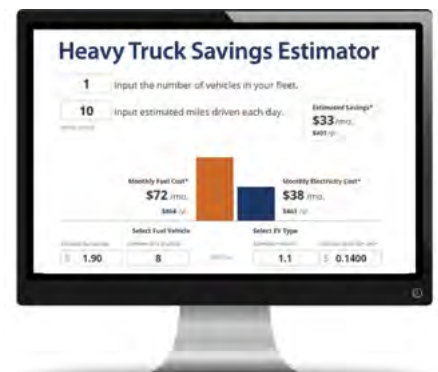 Heavy Truck Savings Estimator
1 Input the number of vehicles in your fleet.
10 Input estimated miles driven each day.
Estimated Savings*
$33 /mo.
Monthly Fuel Cost*
$72 /mo.
Monthly Electricity Cost*
$38 /mo.
Select Fuel Vehicle
Select EV Type
$ 1.90
8
1.1
$ 0.1400